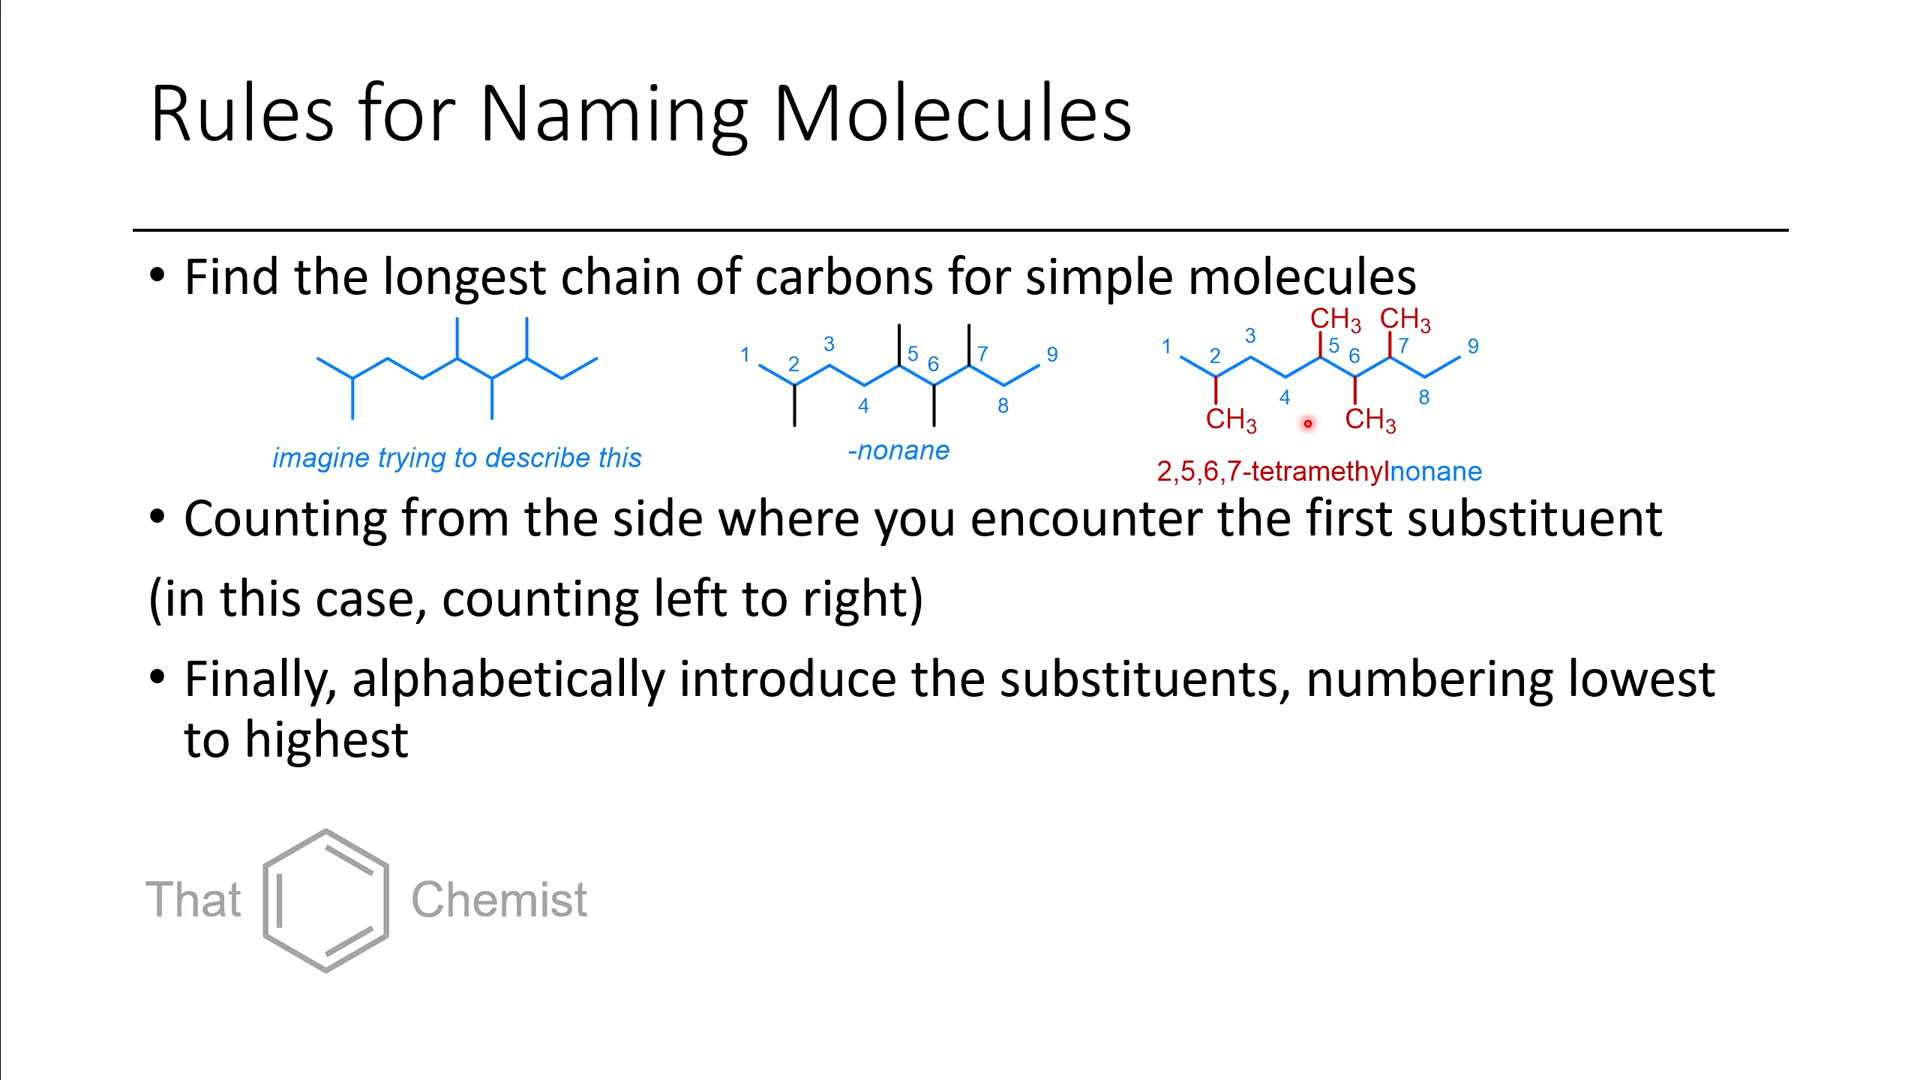 Rules for Naming Molecules
• Find the longest chain of carbons for simple molecules
imagine trying to describe this
1 2 3 4 5 6 7 8 9
-nonane
CH₃ CH₃
1 2 3 4 5 6 7 8 9
CH₃ CH₃
2,5,6,7-tetramethylnonane
• Counting from the side where you encounter the first substituent
(in this case, counting left to right)
• Finally, alphabetically introduce the substituents, numbering lowest
to highest
That Chemist